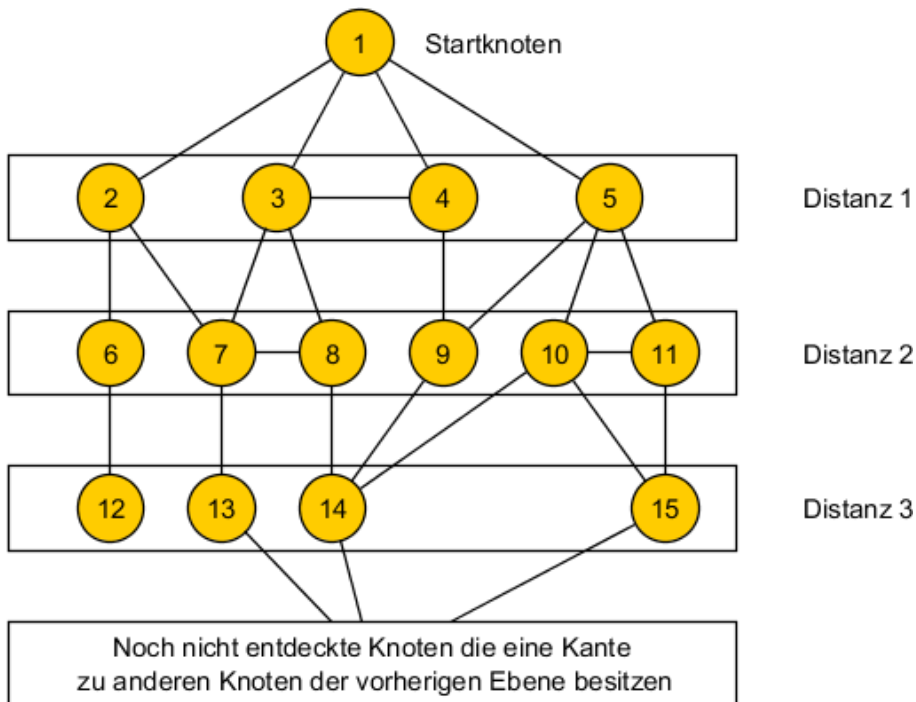 1 Startknoten
2 3 4 5 Distanz 1
6 7 8 9 10 11 Distanz 2
12 13 14 15 Distanz 3
Noch nicht entdeckte Knoten die eine Kante
zu anderen Knoten der vorherigen Ebene besitzen